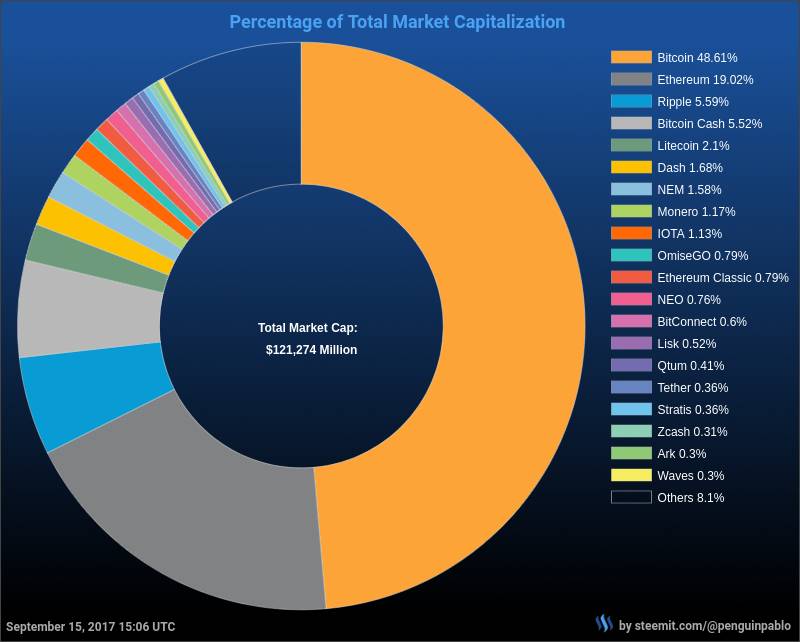 Percentage of Total Market Capitalization
Bitcoin 48.61%
Ethereum 19.02%
Ripple 5.59%
Bitcoin Cash 5.52%
Litecoin 2.1%
Dash 1.68%
NEM 1.58%
Monero 1.17%
IOTA 1.13%
OmiseGO 0.79%
Ethereum Classic 0.79%
NEO 0.76%
BitConnect 0.6%
Lisk 0.52%
Qtum 0.41%
Tether 0.36%
Stratis 0.36%
Zcash 0.31%
Ark 0.3%
Waves 0.3%
Others 8.1%
Total Market Cap:
$121,274 Million
September 15, 2017 15:06 UTC
by steemit.com/@penguinpablo